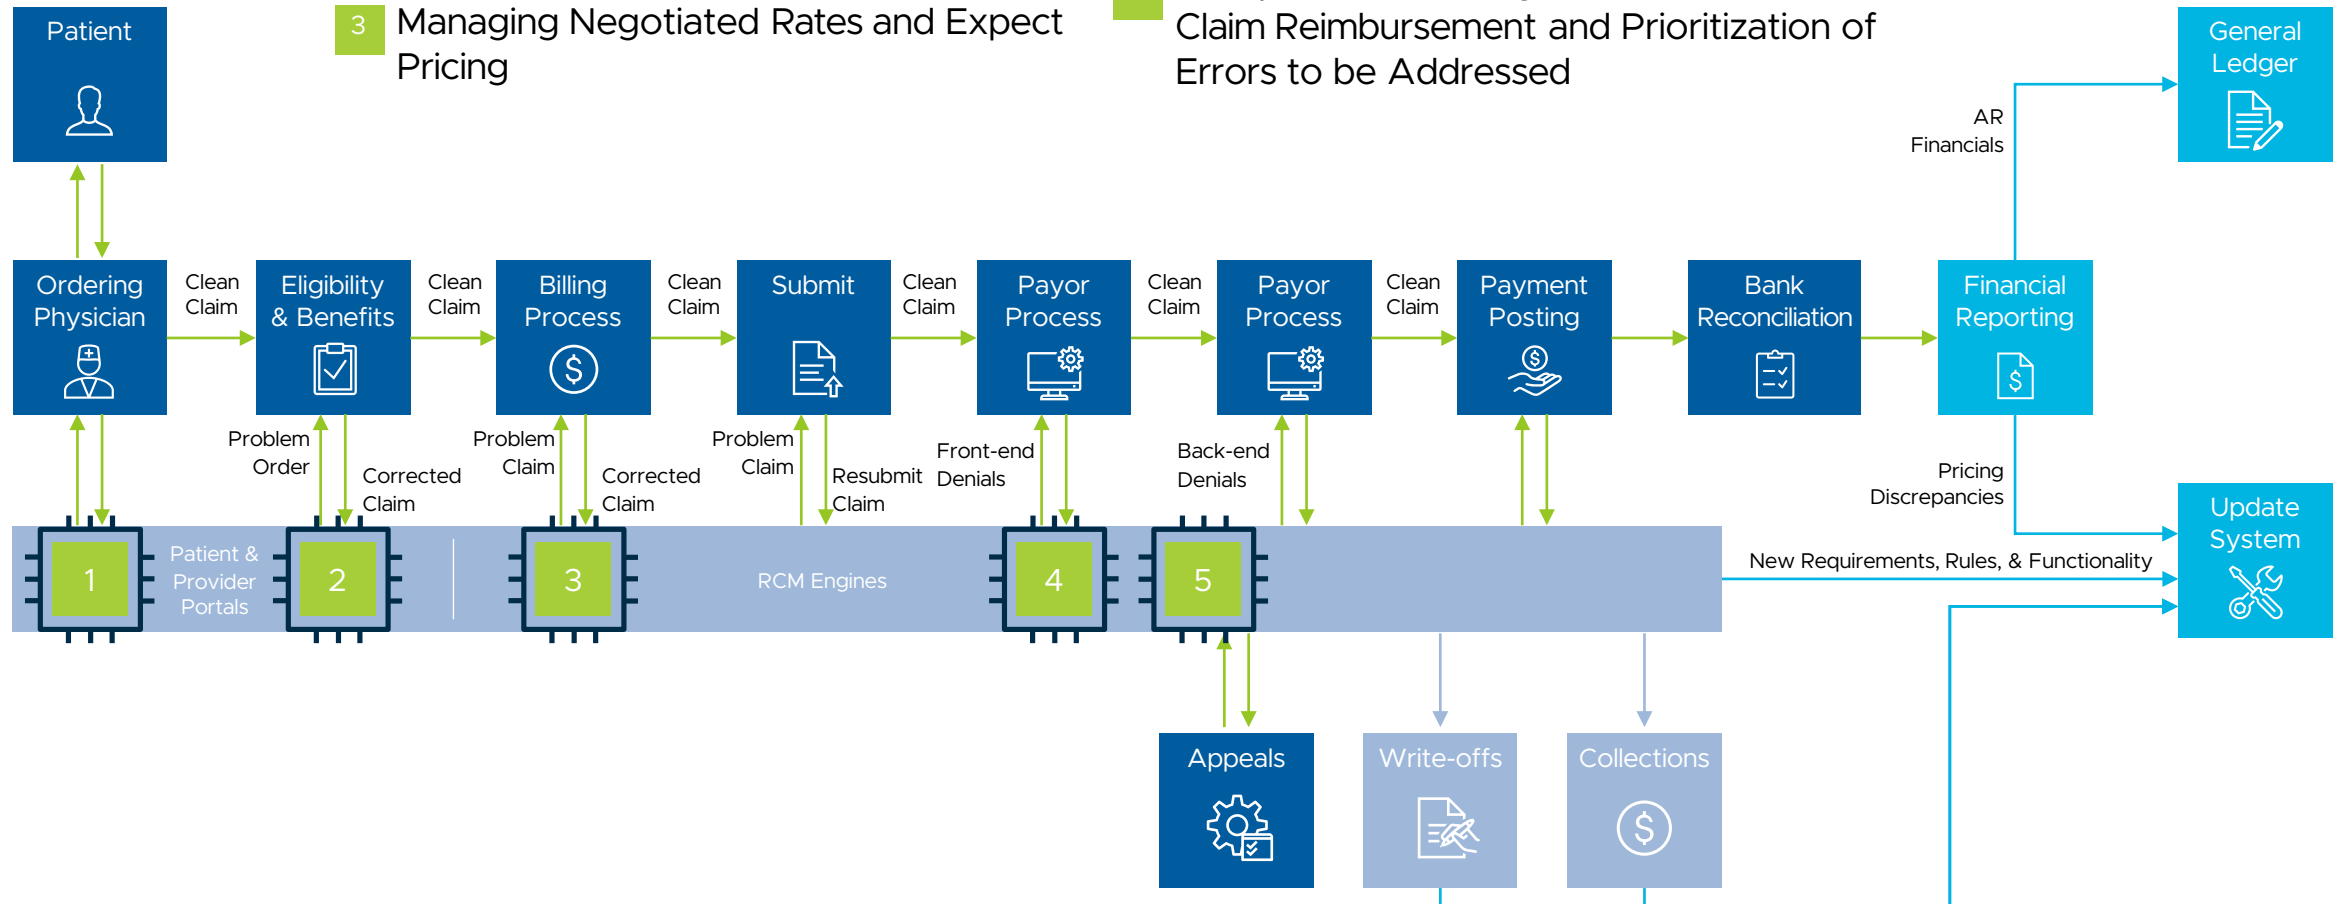 Patient
3
Managing Negotiated Rates and Expect
Pricing
Claim Reimbursement and Prioritization of
Errors to be Addressed
General
Ledger
AR
Financials
Ordering
Physician
Clean
Claim
Eligibility
& Benefits
Clean
Claim
Billing
Process
Clean
Claim
Submit
Clean
Claim
Payor
Process
Clean
Claim
Payor
Process
Clean
Claim
Payment
Posting
Bank
Reconciliation
Financial
Reporting
Problem
Order
Corrected
Claim
Problem
Claim
Corrected
Claim
Problem
Claim
Resubmit
Claim
Front-end
Denials
Back-end
Denials
Pricing
Discrepancies
Update
System
1
Patient &
Provider
Portals
2
3
RCM Engines
4
5
New Requirements, Rules, & Functionality
Appeals
Write-offs
Collections